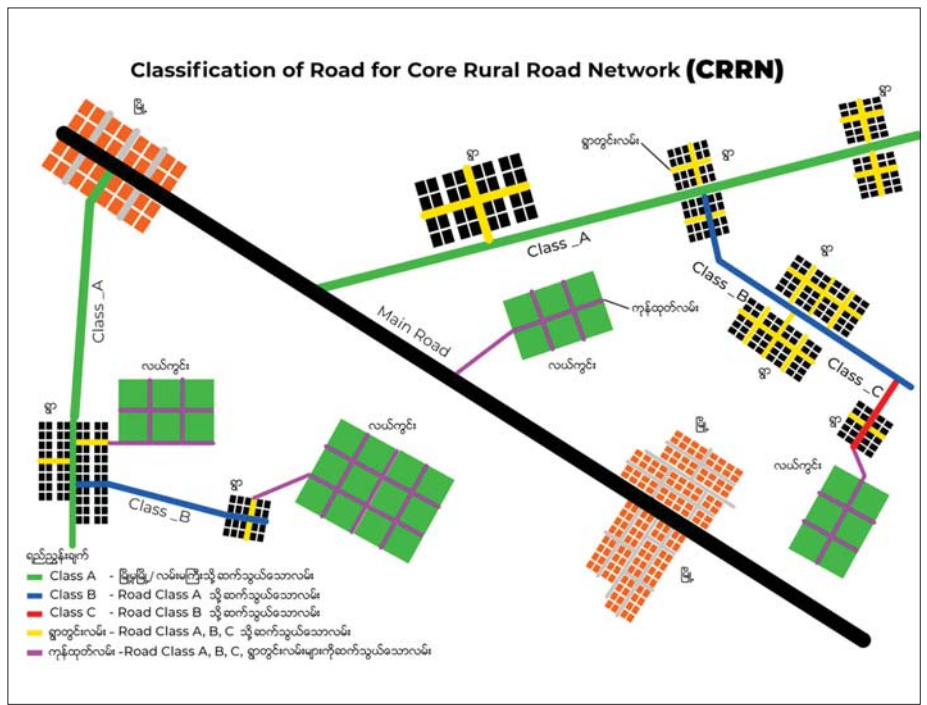 Classification of Road for Core Rural Road Network (CRRN)
မြို့
ရွာ
ရွာတွင်းလမ်း
ရွာ
ရွာ
Class _A
Class _A
Class _B
ရွာ
Main Road
ကုန်ထုတ်လမ်း
လယ်ကွင်း
ရွာ
Class _C
လယ်ကွင်း
ရွာ
ရွာ
မြို့
လယ်ကွင်း
လယ်ကွင်း
ရွာ
Class _B
မြို့
ရည်ညွှန်းချက်
Class A - မြို့မှမြို့/ လမ်းမကြီးသို့ ဆက်သွယ်သောလမ်း
Class B - Road Class A သို့ ဆက်သွယ်သောလမ်း
Class C - Road Class B သို့ ဆက်သွယ်သောလမ်း
ရွာတွင်းလမ်း - Road Class A, B, C သို့ ဆက်သွယ်သောလမ်း
ကုန်ထုတ်လမ်း -Road Class A, B, C, ရွာတွင်းလမ်းများကိုဆက်သွယ်သောလမ်း